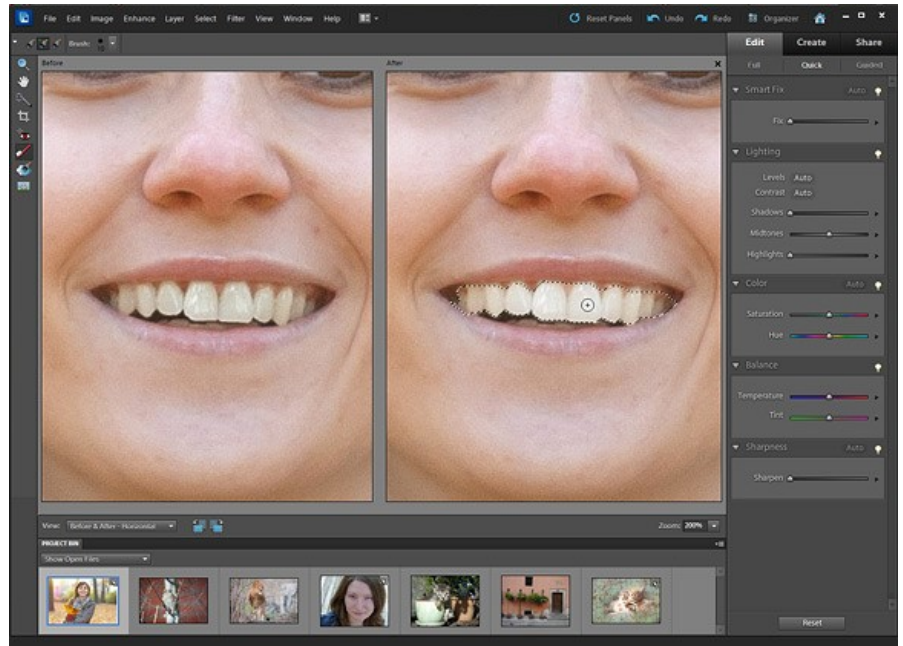 File Edit Image Enhance Layer Select Filter View Window Help Reset Panels Undo Redo Organizer
Brush:
Edit Create Share
Before After
Full Quick Guided
Smart Fix Auto
Fix
Lighting
Levels Auto
Contrast Auto
Shadows
Midtones
Highlights
Color Auto
Saturation
Hue
Balance
Temperature
Tint
Sharpness Auto
Sharpen
View: Before & After - Horizontal Zoom: 200%
PROJECT BIN
Show Open Files
Reset